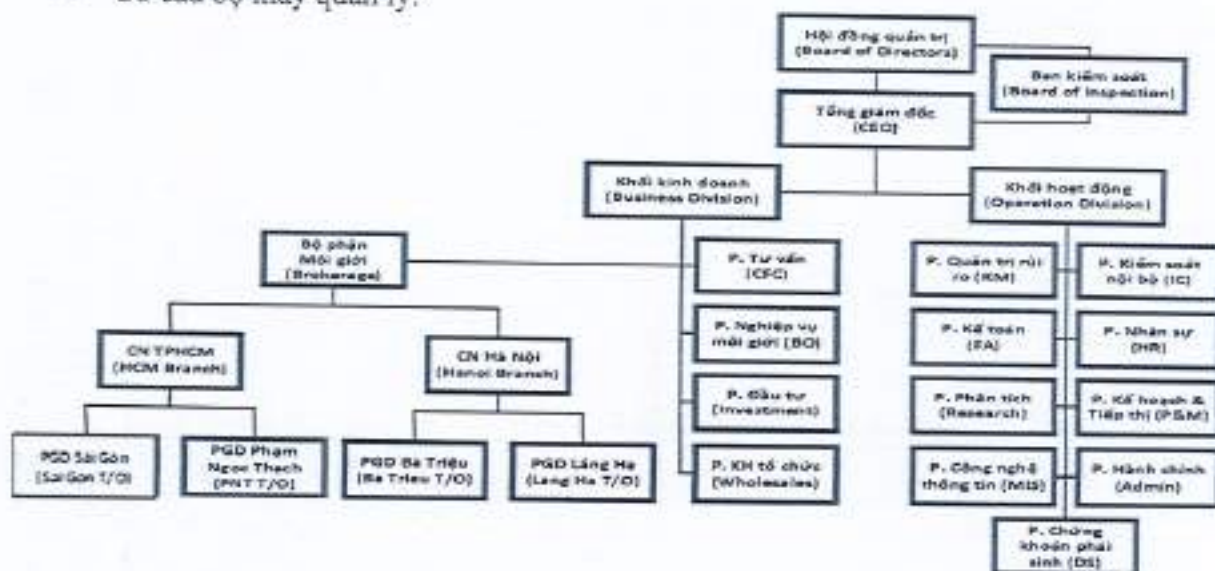 bộ máy quản lý:
Hội đồng quản trị
(Board of Directors)
Ban kiểm soát
(Board of Inspection)
Tổng giám đốc
(CEO)
Khối kinh doanh
(Business Division)
Khối hoạt động
(Operation Division)
Bộ phận
Môi giới
(Brokerage)
P. Tư vấn
(CFC)
P. Quản trị rủi
ro (RM)
P. Kiểm soát
nội bộ (IC)
CN TPHCM
(HCM Branch)
CN Hà Nội
(Hanoi Branch)
P. Nghiệp vụ
môi giới (BO)
P. Kế toán
(FA)
P. Nhân sự
(HR)
P. Đầu tư
(Investment)
P. Phân tích
(Research)
P. Kế hoạch &
Tiếp thị (P&M)
PGD Sài Gòn
(Sai Gon T/O)
PGD Phạm
Ngọc Thạch
(PNT T/O)
PGD Bà Triệu
(Ba Trieu T/O)
PGD Láng Hạ
(Lang Ha T/O)
P. KH tổ chức
(Wholesales)
P. Công nghệ
thông tin (MIS)
P. Hành chính
(Admin)
P. Chứng
khoán phái
sinh (DS)